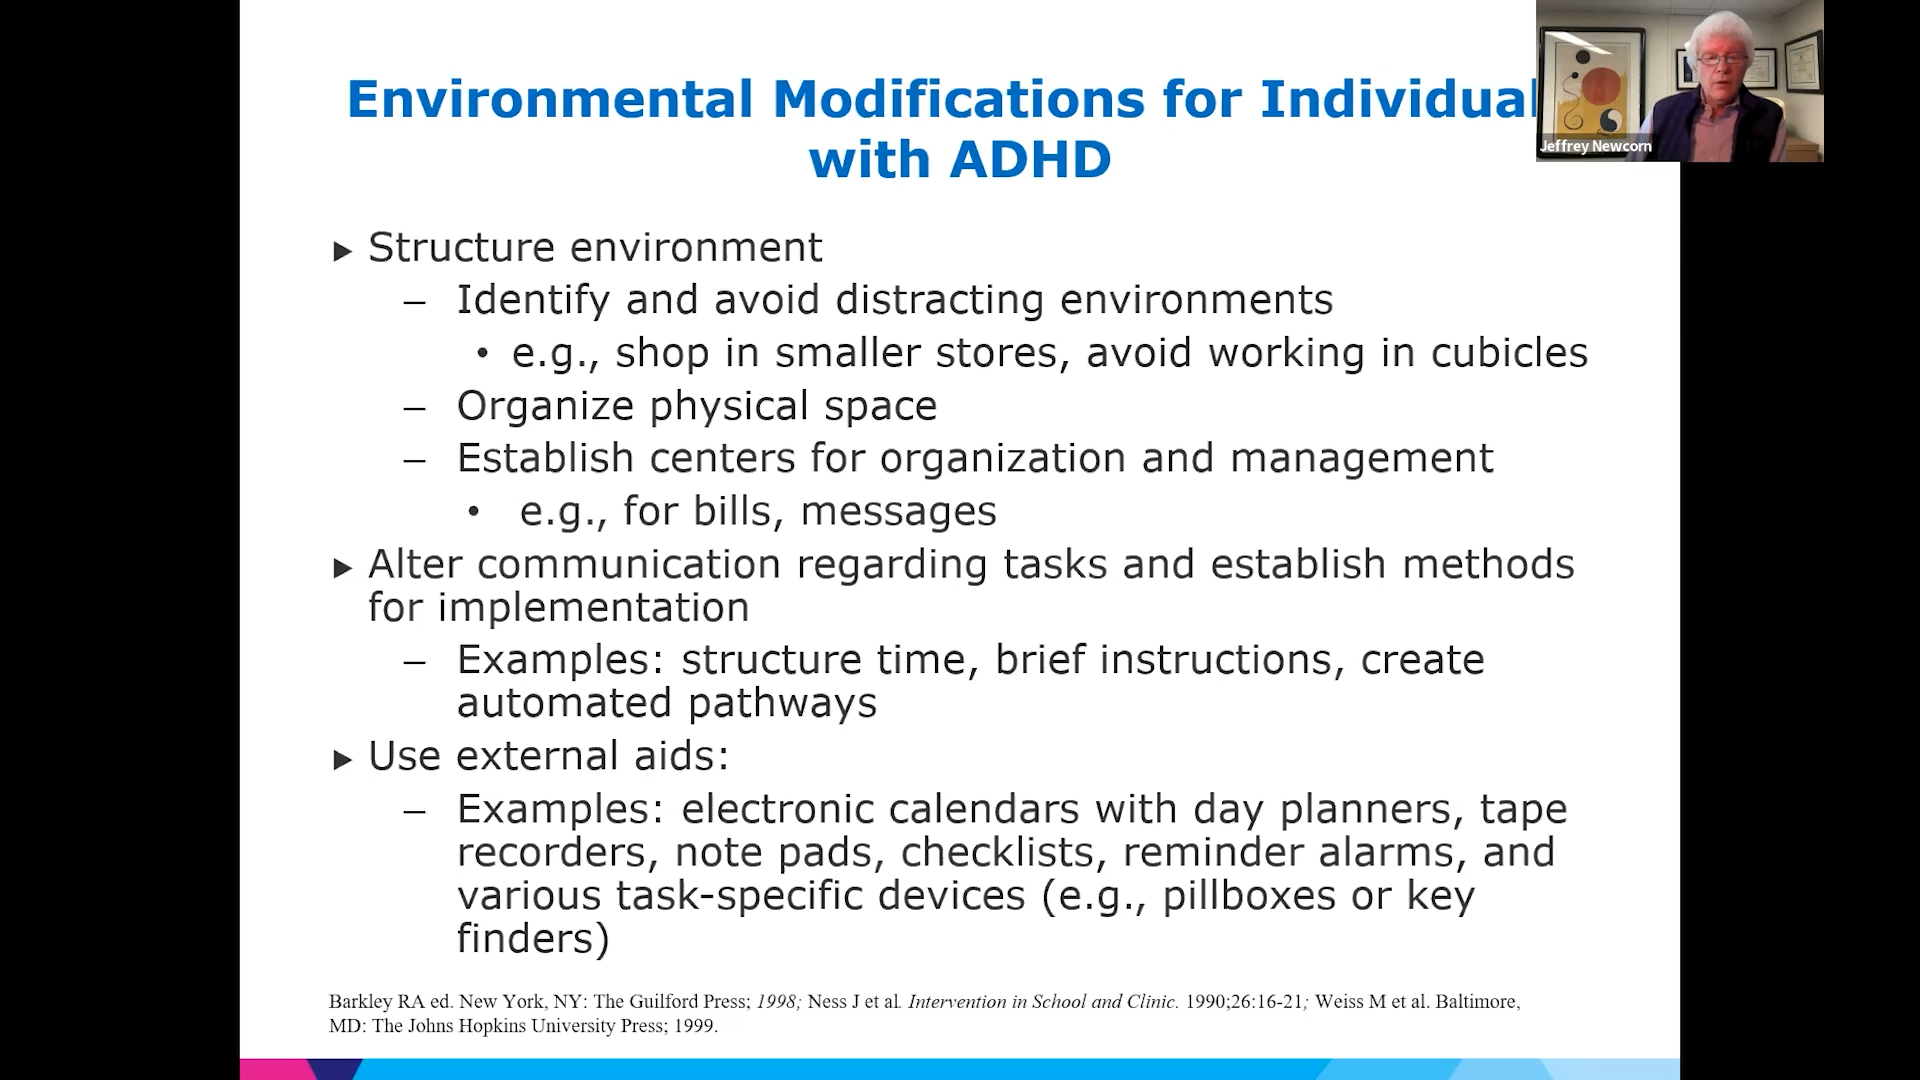 Environmental Modifications for Individual
with ADHD
Jeffrey Newcorn
▶ Structure environment
– Identify and avoid distracting environments
• e.g., shop in smaller stores, avoid working in cubicles
– Organize physical space
– Establish centers for organization and management
• e.g., for bills, messages
▶ Alter communication regarding tasks and establish methods
for implementation
– Examples: structure time, brief instructions, create
automated pathways
▶ Use external aids:
– Examples: electronic calendars with day planners, tape
recorders, note pads, checklists, reminder alarms, and
various task-specific devices (e.g., pillboxes or key
finders)
Barkley RA ed. New York, NY: The Guilford Press; 1998; Ness J et al. Intervention in School and Clinic. 1990;26:16-21; Weiss M et al. Baltimore,
MD: The Johns Hopkins University Press; 1999.